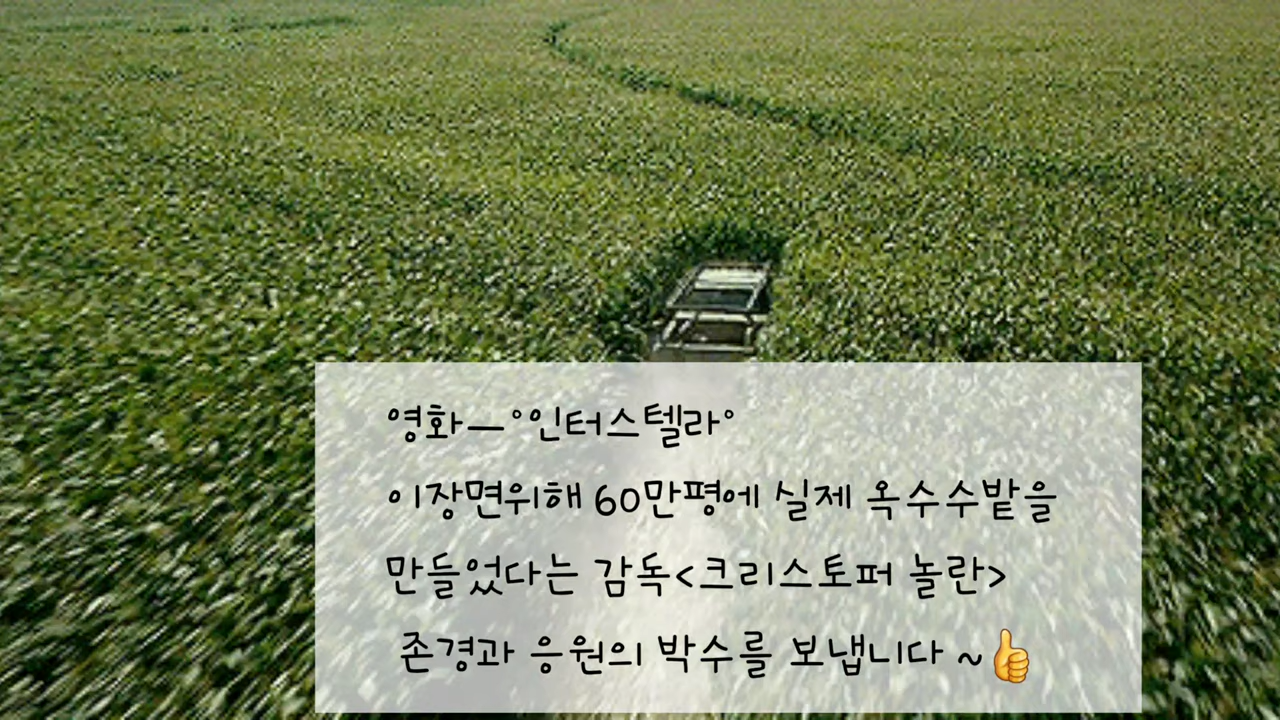 영화—°인터스텔라°
이장면위해 60만평에 실제 옥수수밭을
만들었다는 감독<크리스토퍼 놀란>
존경과 응원의 박수를 보냅니다 ~👍